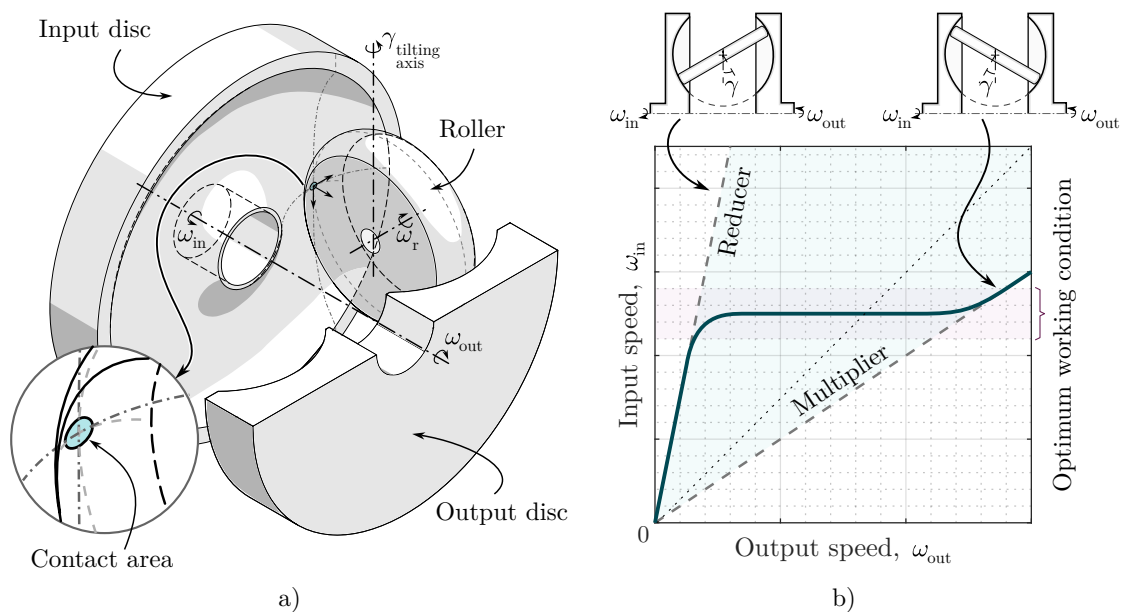 Input disc
γ tilting
axis
Roller
ω_in
ω_r
ω_out
Output disc
Contact area
a)
γ
γ
ω_in
ω_out
ω_in
ω_out
Reducer
Multiplier
Input speed, ω_in
Optimum working condition
0
Output speed, ω_out
b)